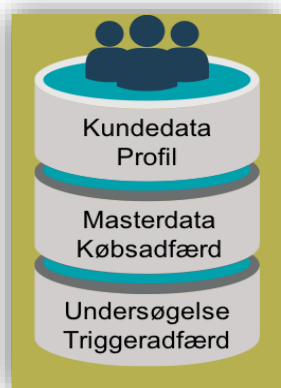 Kundedata
Profil
Masterdata
Købsadfærd
Undersøgelse
Triggeradfærd